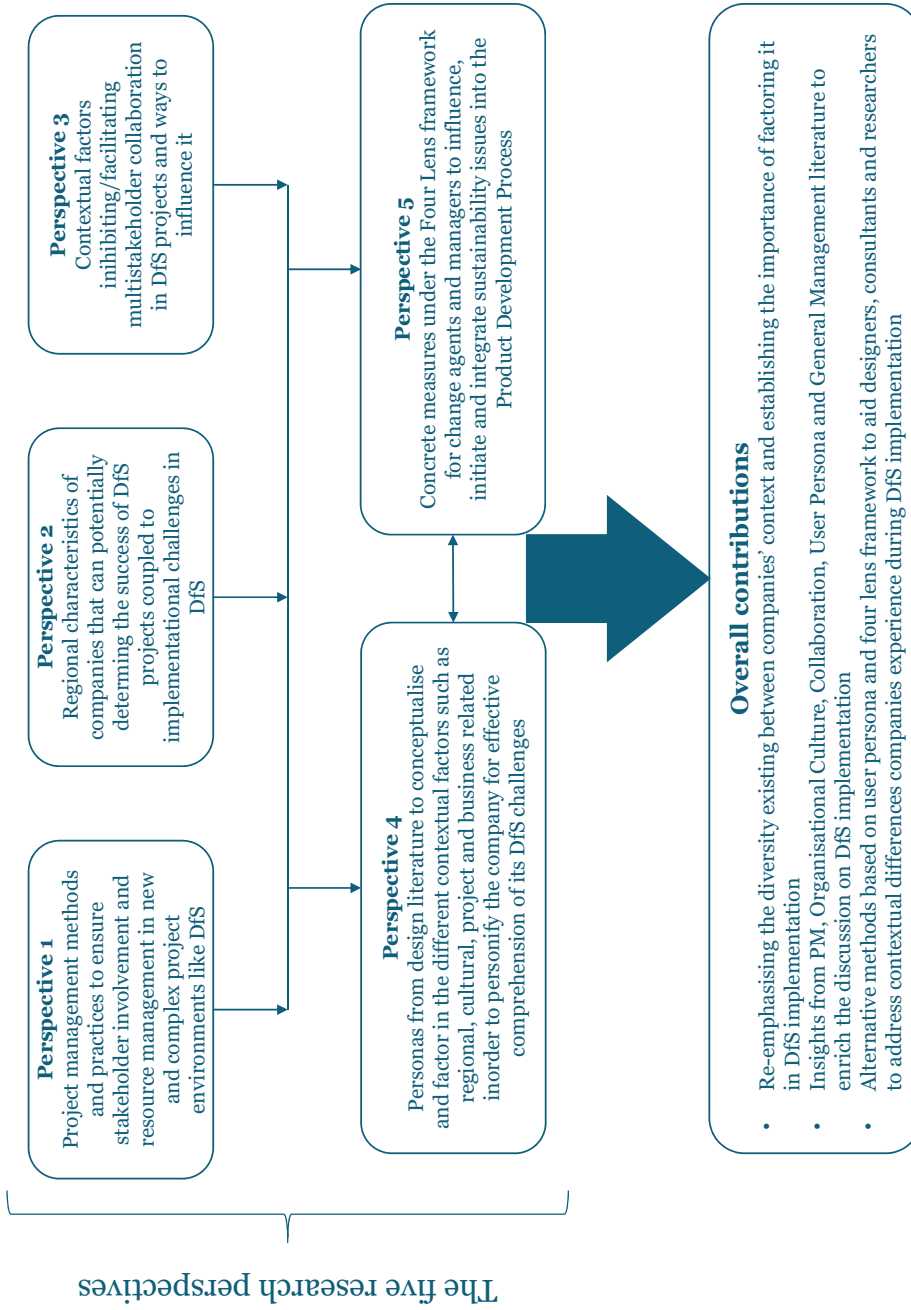 The five research perspectives
Perspective 1
Project management methods
and practices to ensure
stakeholder involvement and
resource management in new
and complex project
environments like DfS
Perspective 2
Regional characteristics of
companies that can potentially
determing the success of DfS
projects coupled to
implementational challenges in
DfS
Perspective 3
Contextual factors
inihibiting/facilitating
multistakeholder collaboration
in DfS projects and ways to
influence it
Perspective 4
Personas from design literature to conceptualise
and factor in the different contextual factors such as
regional, cultural, project and business related
inorder to personify the company for effective
comprehension of its DfS challenges
Perspective 5
Concrete measures under the Four Lens framework
for change agents and managers to influence,
initiate and integrate sustainability issues into the
Product Development Process
Overall contributions
• Re-emphasising the diversity existing between companies’ context and establishing the importance of factoring it
in DfS implementation
• Insights from PM, Organisational Culture, Collaboration, User Persona and General Management literature to
enrich the discussion on DfS implementation
• Alternative methods based on user persona and four lens framework to aid designers, consultants and researchers
to address contextual differences companies experience during DfS implementation